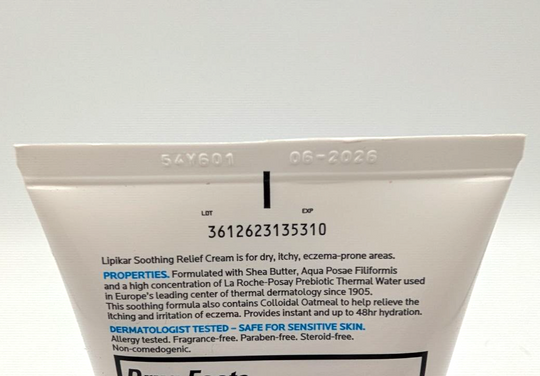 54Y601 06-2026
LOT EXP
3612623135310
Lipikar Soothing Relief Cream is for dry, itchy, eczema-prone areas.
PROPERTIES. Formulated with Shea Butter, Aqua Posae Filiformis
and a high concentration of La Roche-Posay Prebiotic Thermal Water used
in Europe's leading center of thermal dermatology since 1905.
This soothing formula also contains Colloidal Oatmeal to help relieve the
itching and irritation of eczema. Provides instant and up to 48hr hydration.
DERMATOLOGIST TESTED – SAFE FOR SENSITIVE SKIN.
Allergy tested. Fragrance-free. Paraben-free. Steroid-free.
Non-comedogenic.
Drug Facts